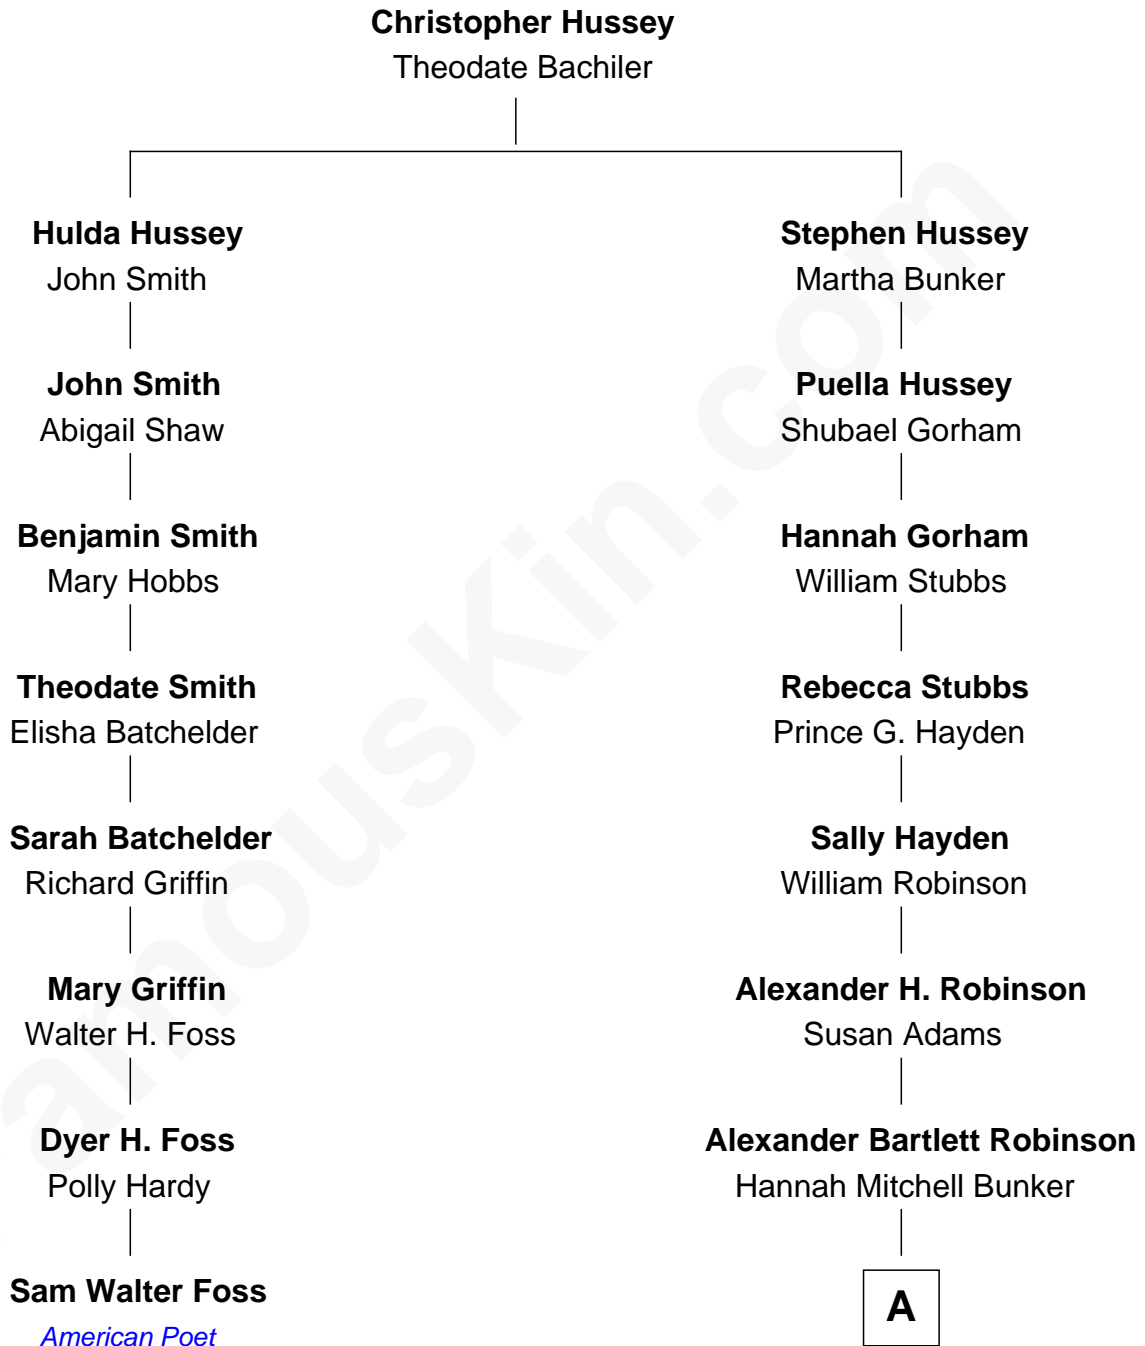 Christopher Hussey
Theodate Bachiler
Hulda Hussey
John Smith
Stephen Hussey
Martha Bunker
John Smith
Abigail Shaw
Puella Hussey
Shubael Gorham
Benjamin Smith
Mary Hobbs
Hannah Gorham
William Stubbs
Theodate Smith
Elisha Batchelder
Rebecca Stubbs
Prince G. Hayden
Sarah Batchelder
Richard Griffin
Sally Hayden
William Robinson
Mary Griffin
Walter H. Foss
Alexander H. Robinson
Susan Adams
Dyer H. Foss
Polly Hardy
Alexander Bartlett Robinson
Hannah Mitchell Bunker
Sam Walter Foss
American Poet
A
amouskin.com